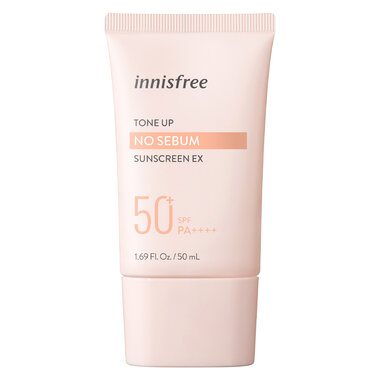 innisfree
TONE UP
NO SEBUM
SUNSCREEN EX
50+ SPF
PA++++
1.69 Fl. Oz. / 50 mL